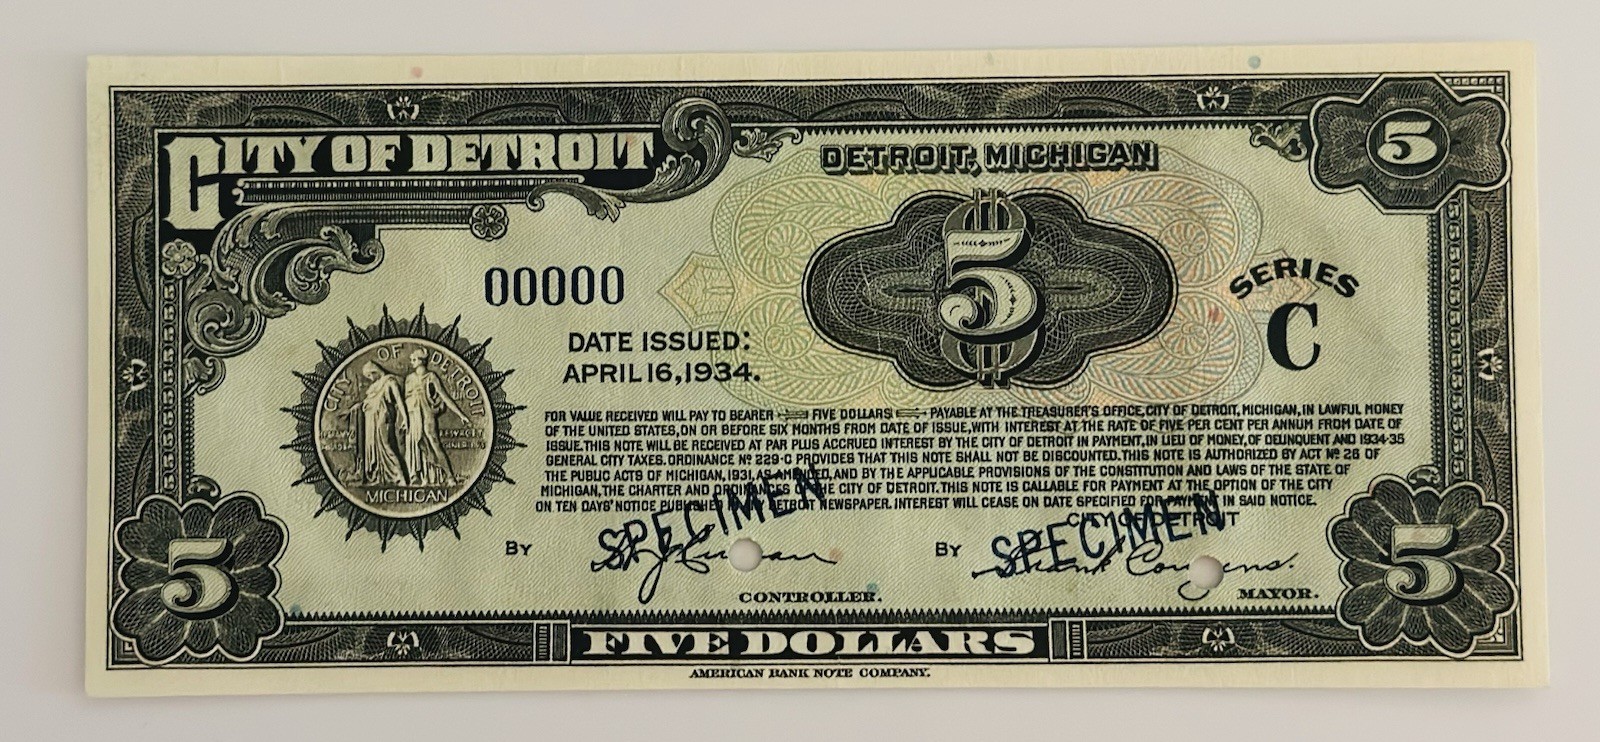 CITY OF DETROIT
DETROIT, MICHIGAN
5
5
00000
SERIES
C
DATE ISSUED:
APRIL 16, 1934.
CITY OF DETROIT
MICHIGAN
FOR VALUE RECEIVED WILL PAY TO BEARER FIVE DOLLARS PAYABLE AT THE TREASURER'S OFFICE, CITY OF DETROIT, MICHIGAN, IN LAWFUL MONEY
OF THE UNITED STATES, ON OR BEFORE SIX MONTHS FROM DATE OF ISSUE, WITH INTEREST AT THE RATE OF FIVE PER CENT PER ANNUM FROM DATE OF
ISSUE. THIS NOTE WILL BE RECEIVED AT PAR PLUS ACCRUED INTEREST BY THE CITY OF DETROIT IN PAYMENT, IN LIEU OF MONEY, OF DELINQUENT AND 1934-35
GENERAL CITY TAXES. ORDINANCE No 229-C PROVIDES THAT THIS NOTE SHALL NOT BE DISCOUNTED. THIS NOTE IS AUTHORIZED BY ACT No 26 OF
THE PUBLIC ACTS OF MICHIGAN, 1931, AS AMENDED, AND BY THE APPLICABLE PROVISIONS OF THE CONSTITUTION AND LAWS OF THE STATE OF
MICHIGAN, THE CHARTER AND ORDINANCES OF THE CITY OF DETROIT. THIS NOTE IS CALLABLE FOR PAYMENT AT THE OPTION OF THE CITY
ON TEN DAYS' NOTICE PUBLISHED IN ANY DETROIT NEWSPAPER. INTEREST WILL CEASE ON DATE SPECIFIED FOR PAYMENT IN SAID NOTICE.
CITY OF DETROIT
SPECIMEN
SPECIMEN
BY
CONTROLLER.
BY Frank Couzens.
MAYOR.
5
5
FIVE DOLLARS
AMERICAN BANK NOTE COMPANY.